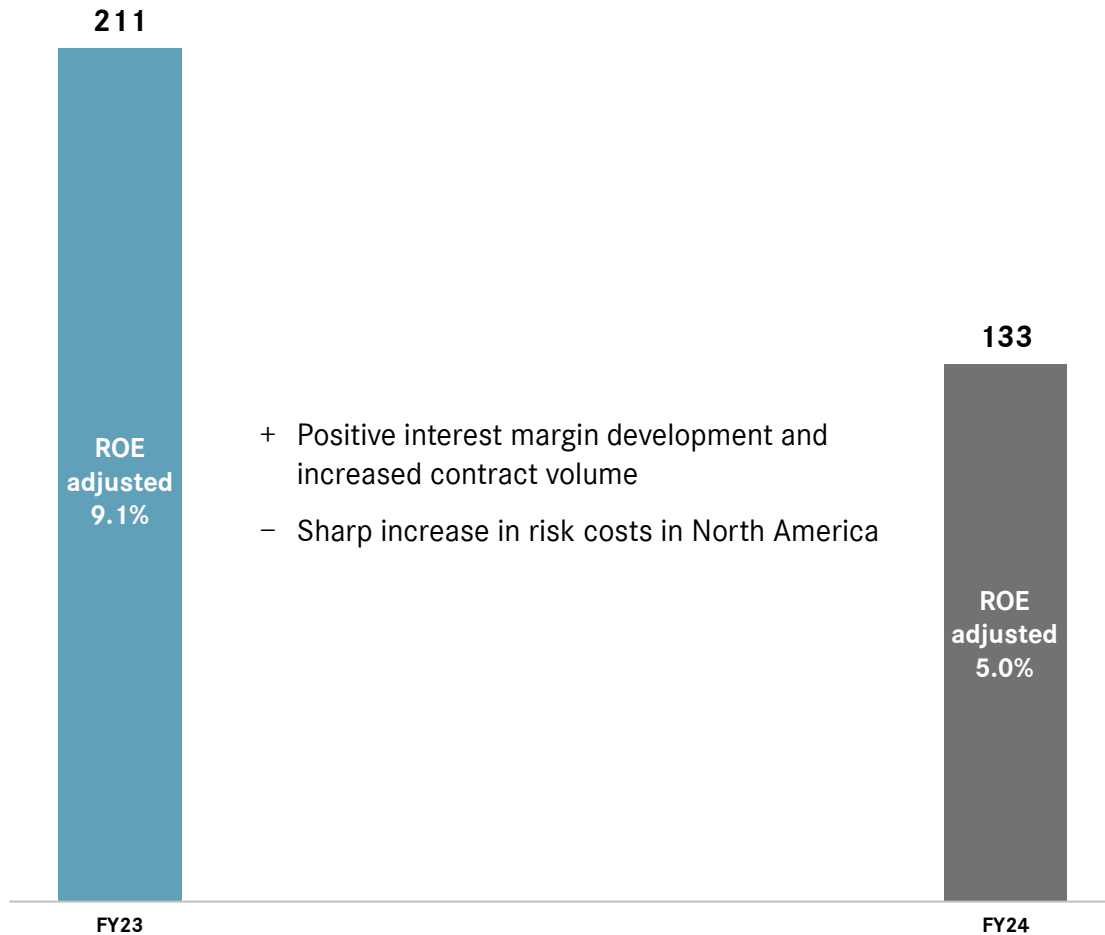 211
ROE
adjusted
9.1%
+ Positive interest margin development and
increased contract volume
– Sharp increase in risk costs in North America
133
ROE
adjusted
5.0%
FY23
FY24